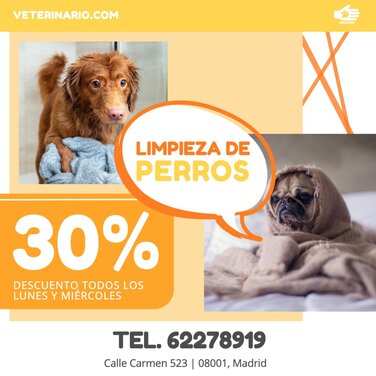 VETERINARIO.COM
LIMPIEZA DE
PERROS
30%
DESCUENTO TODOS LOS
LUNES Y MIÉRCOLES
TEL. 62278919
Calle Carmen 523 | 08001, Madrid